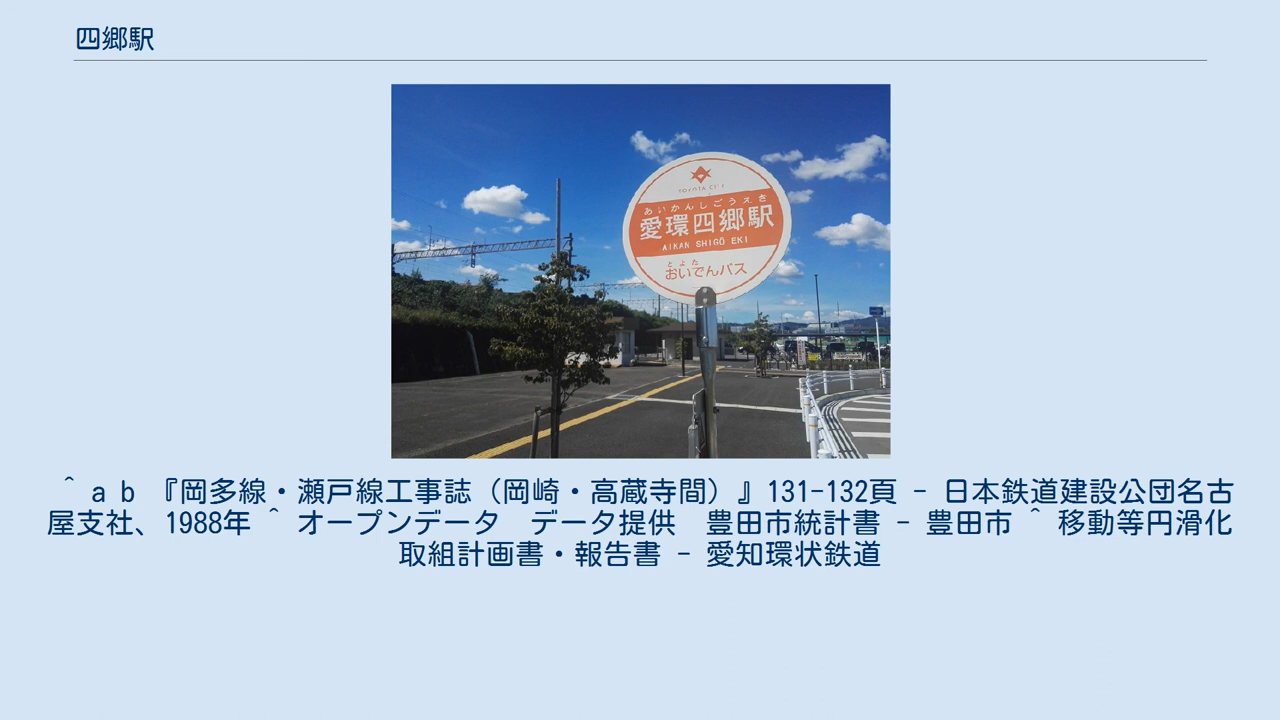 四郷駅
TOYOTA CITY
あいかんしごうえき
愛環四郷駅
AIKAN SHIGŌ EKI
とよた
おいでんバス
^ a b 『岡多線・瀬戸線工事誌（岡崎・高蔵寺間）』131-132頁 - 日本鉄道建設公団名古
屋支社、1988年 ^ オープンデータ　データ提供　豊田市統計書 - 豊田市 ^ 移動等円滑化
取組計画書・報告書 - 愛知環状鉄道